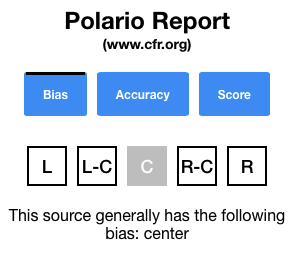 Polario Report
(www.cfr.org)
Bias Accuracy Score
L L-C C R-C R
This source generally has the following
bias: center